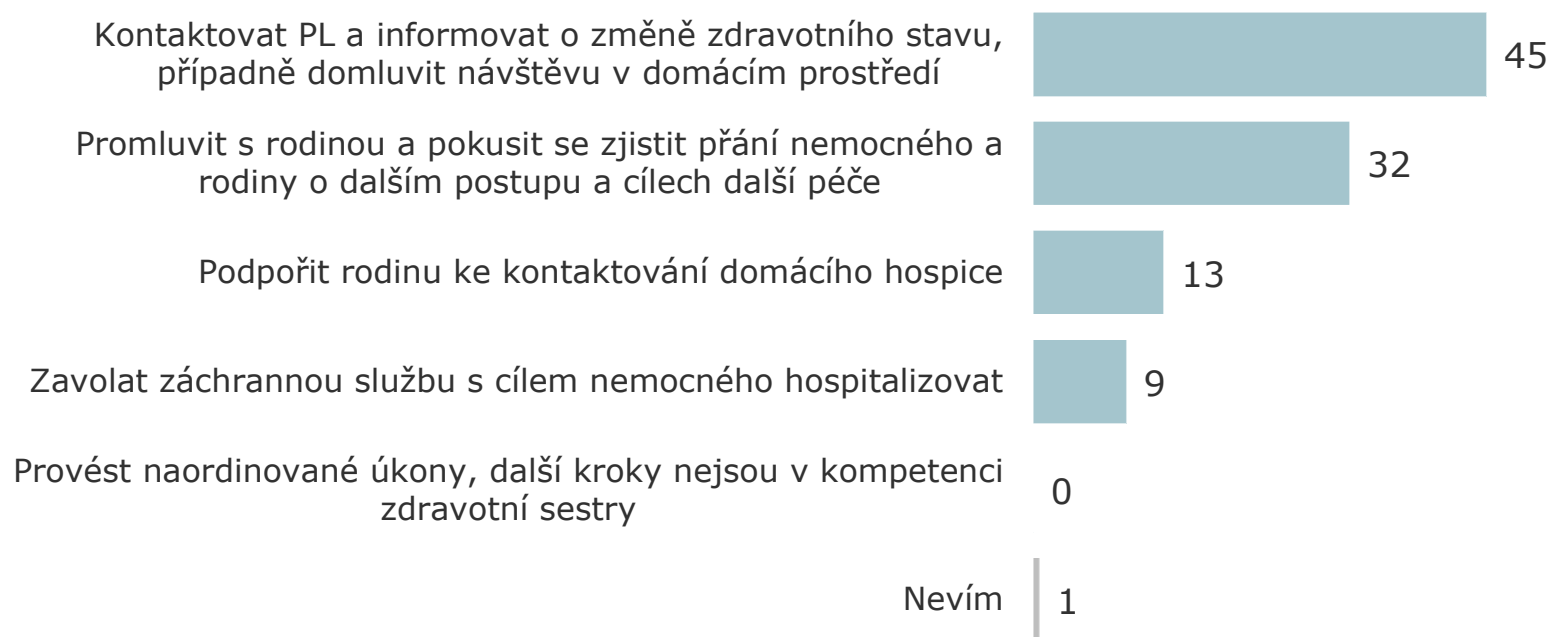 Kontaktovat PL a informovat o změně zdravotního stavu,
případně domluvit návštěvu v domácím prostředí
45
Promluvit s rodinou a pokusit se zjistit přání nemocného a
rodiny o dalším postupu a cílech další péče
32
Podpořit rodinu ke kontaktování domácího hospice
13
Zavolat záchrannou službu s cílem nemocného hospitalizovat
9
Provést naordinované úkony, další kroky nejsou v kompetenci
zdravotní sestry
0
Nevím
1